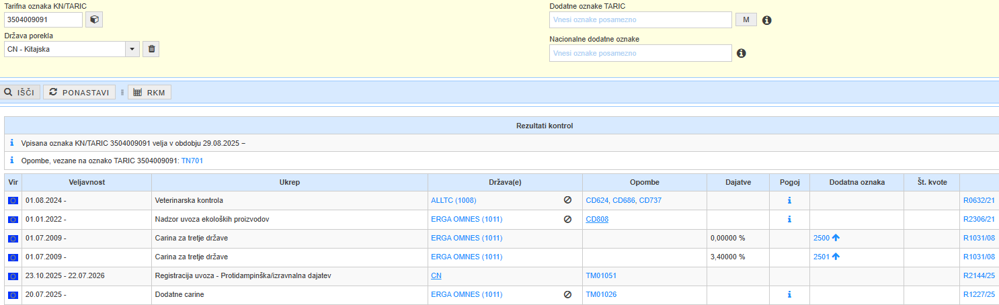 Tarifna oznaka KN/TARIC
3504009091
Država porekla
CN - Kitajska
Dodatne oznake TARIC
Vnesi oznake posamezno
M
Nacionalne dodatne oznake
Vnesi oznake posamezno
IŠČI PONASTAVI RKM
Rezultati kontrol
Vpisana oznaka KN/TARIC 3504009091 velja v obdobju 29.08.2025 –
Opombe, vezane na oznako TARIC 3504009091: TN701
Vir Veljavnost Ukrep Država(e) Opombe Dajatve Pogoj Dodatna oznaka Št. kvote
01.08.2024 - Veterinarska kontrola ALLTC (1008) CD624, CD686, CD737 R0632/21
01.01.2022 - Nadzor uvoza ekoloških proizvodov ERGA OMNES (1011) CD808 R2306/21
01.07.2009 - Carina za tretje države ERGA OMNES (1011) 0,00000 % 2500 R1031/08
01.07.2009 - Carina za tretje države ERGA OMNES (1011) 3,40000 % 2501 R1031/08
23.10.2025 - 22.07.2026 Registracija uvoza - Protidampinška/izravnalna dajatev CN TM01051 R2144/25
20.07.2025 - Dodatne carine ERGA OMNES (1011) TM01026 R1227/25